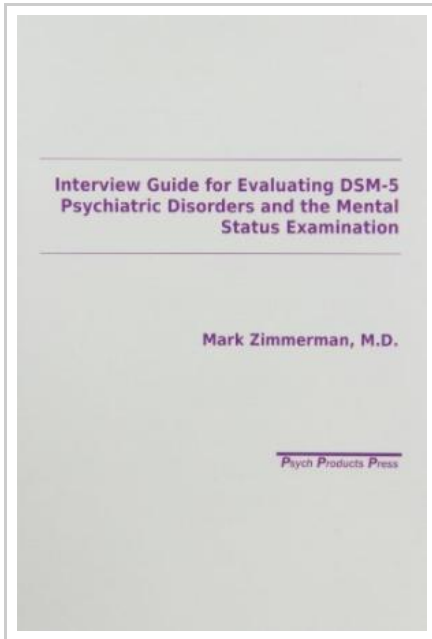 Interview Guide for Evaluating DSM-5
Psychiatric Disorders and the Mental
Status Examination
Mark Zimmerman, M.D.
Psych Products Press